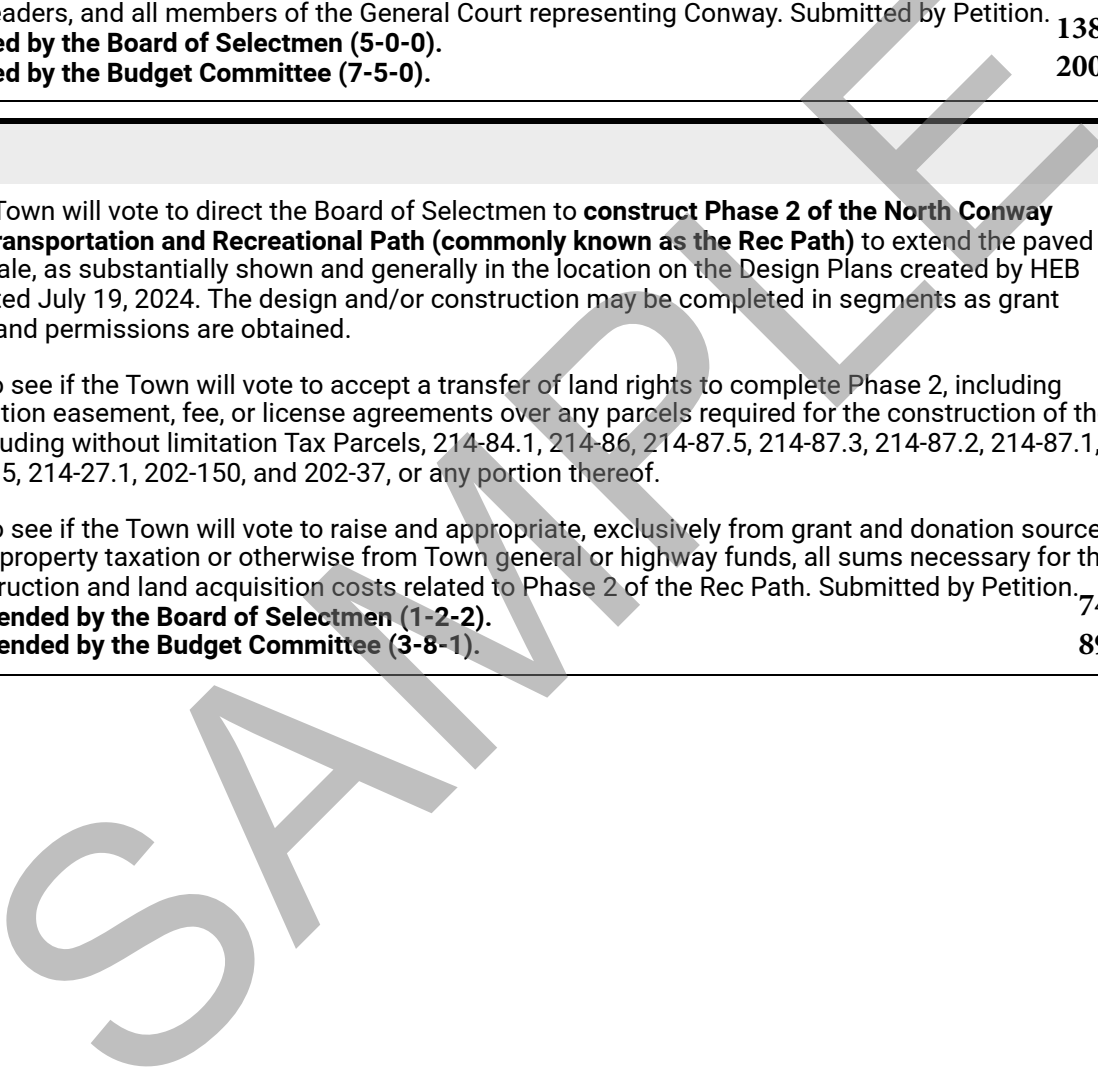 eaders, and all members of the General Court representing Conway. Submitted by Petition.
138
ed by the Board of Selectmen (5-0-0).
ed by the Budget Committee (7-5-0).
200
Town will vote to direct the Board of Selectmen to construct Phase 2 of the North Conway
ransportation and Recreational Path (commonly known as the Rec Path) to extend the paved
ale, as substantially shown and generally in the location on the Design Plans created by HEB
ted July 19, 2024. The design and/or construction may be completed in segments as grant
and permissions are obtained.
o see if the Town will vote to accept a transfer of land rights to complete Phase 2, including
tion easement, fee, or license agreements over any parcels required for the construction of th
luding without limitation Tax Parcels, 214-84.1, 214-86, 214-87.5, 214-87.3, 214-87.2, 214-87.1,
5, 214-27.1, 202-150, and 202-37, or any portion thereof.
o see if the Town will vote to raise and appropriate, exclusively from grant and donation source
property taxation or otherwise from Town general or highway funds, all sums necessary for th
ruction and land acquisition costs related to Phase 2 of the Rec Path. Submitted by Petition.
74
ended by the Board of Selectmen (1-2-2).
ended by the Budget Committee (3-8-1).
89
SAMPLE